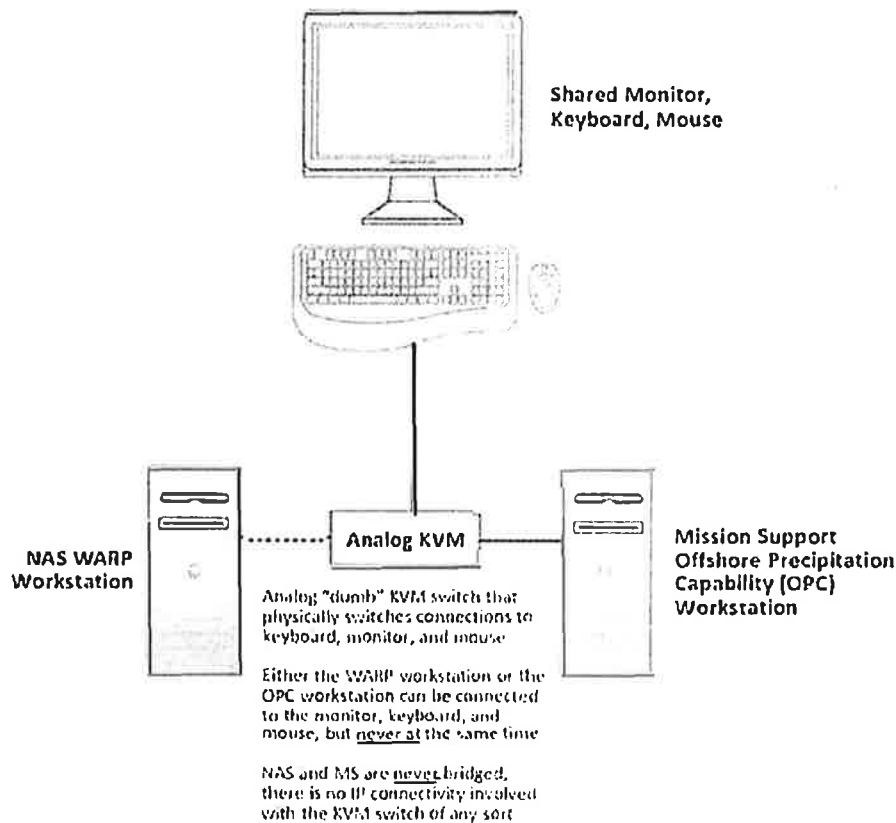 Shared Monitor,
Keyboard, Mouse
NAS WARP
Workstation
Analog KVM
Mission Support
Offshore Precipitation
Capability (OPC)
Workstation
Analog "dumb" KVM switch that
physically switches connections to
keyboard, monitor, and mouse
Either the WARP workstation or the
OPC workstation can be connected
to the monitor, keyboard, and
mouse, but never at the same time
NAS and MS are never bridged,
there is no IP connectivity involved
with the KVM switch of any sort